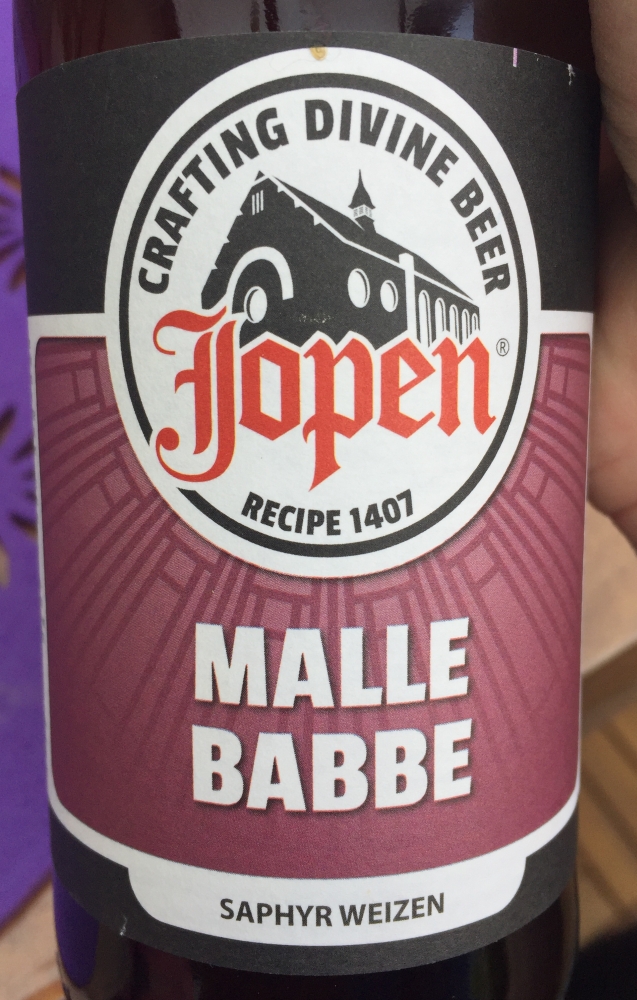 CRAFTING DIVINE BEER
Jopen®
RECIPE 1407
MALLE
BABBE
SAPHYR WEIZEN